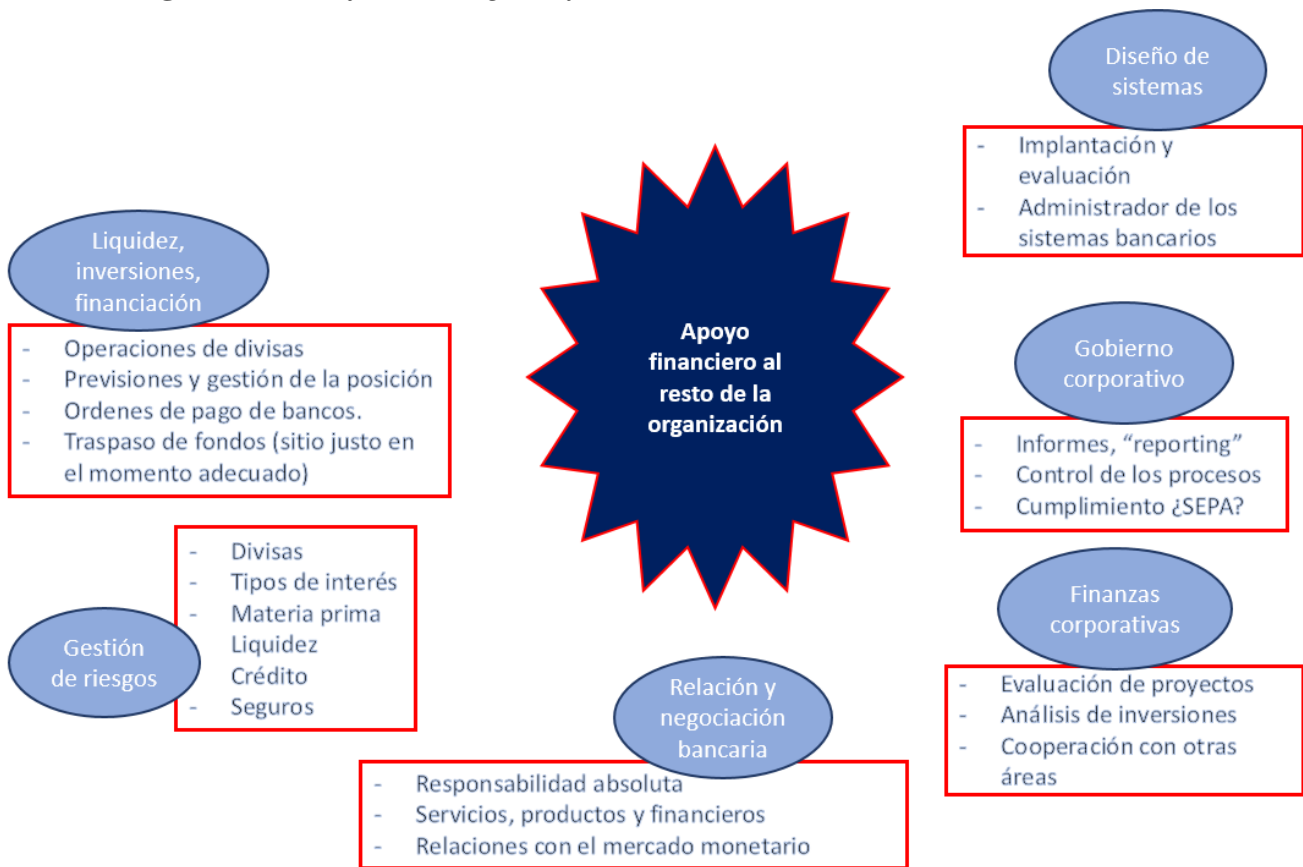 Diseño de
sistemas
- Implantación y
evaluación
- Administrador de los
sistemas bancarios
Liquidez,
inversiones,
financiación
- Operaciones de divisas
- Previsiones y gestión de la posición
- Ordenes de pago de bancos.
- Traspaso de fondos (sitio justo en
el momento adecuado)
Apoyo
financiero al
resto de la
organización
Gobierno
corporativo
- Informes, “reporting”
- Control de los procesos
- Cumplimiento ¿SEPA?
Gestión
de riesgos
- Divisas
- Tipos de interés
- Materia prima
- Liquidez
- Crédito
- Seguros
Finanzas
corporativas
- Evaluación de proyectos
- Análisis de inversiones
- Cooperación con otras
áreas
Relación y
negociación
bancaria
- Responsabilidad absoluta
- Servicios, productos y financieros
- Relaciones con el mercado monetario